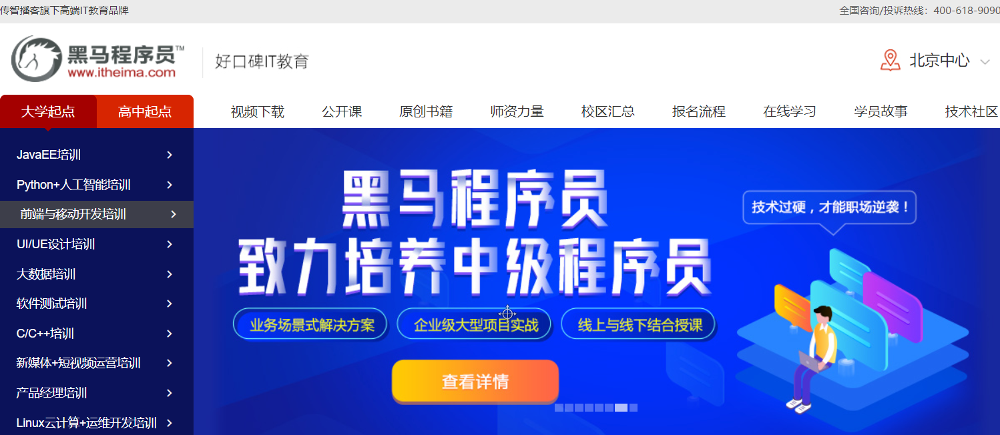 传智播客旗下高端IT教育品牌
全国咨询/投诉热线：400-618-9090
黑马程序员™
www.itheima.com
好口碑IT教育
北京中心
大学起点 高中起点 视频下载 公开课 原创书籍 师资力量 校区汇总 报名流程 在线学习 学员故事 技术社区
JavaEE培训
Python+人工智能培训
前端与移动开发培训
UI/UE设计培训
大数据培训
软件测试培训
C/C++培训
新媒体+短视频运营培训
产品经理培训
Linux云计算+运维开发培训
黑马程序员
致力培养中级程序员
业务场景式解决方案 企业级大型项目实战 线上与线下结合授课
查看详情
技术过硬，才能职场逆袭！